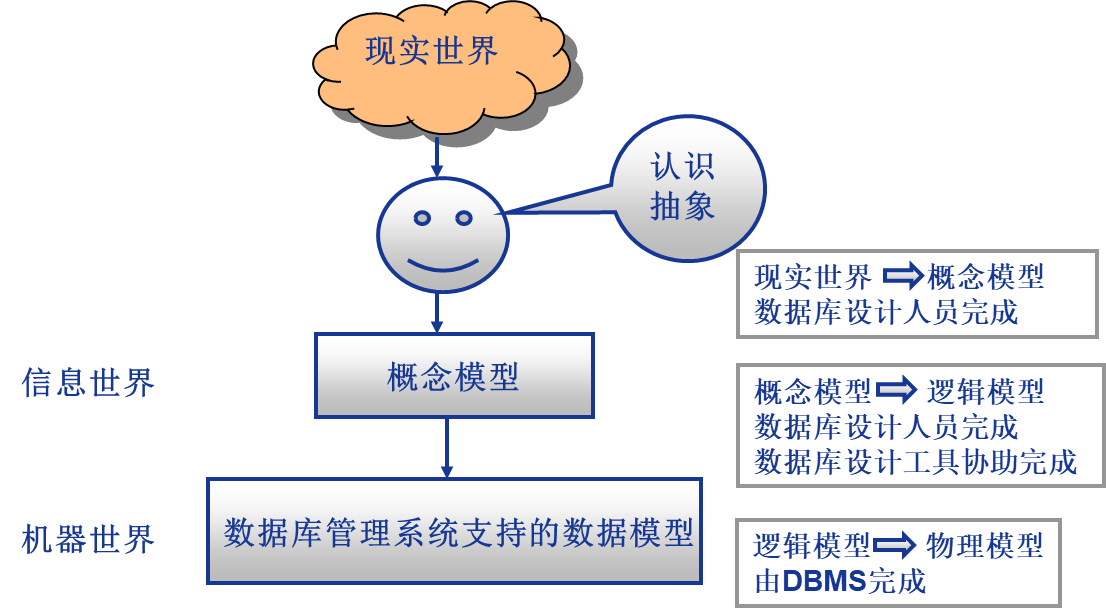 现实世界
认识
抽象
现实世界 概念模型
数据库设计人员完成
信息世界
概念模型
概念模型 逻辑模型
数据库设计人员完成
数据库设计工具协助完成
机器世界
数据库管理系统支持的数据模型
逻辑模型 物理模型
由DBMS完成